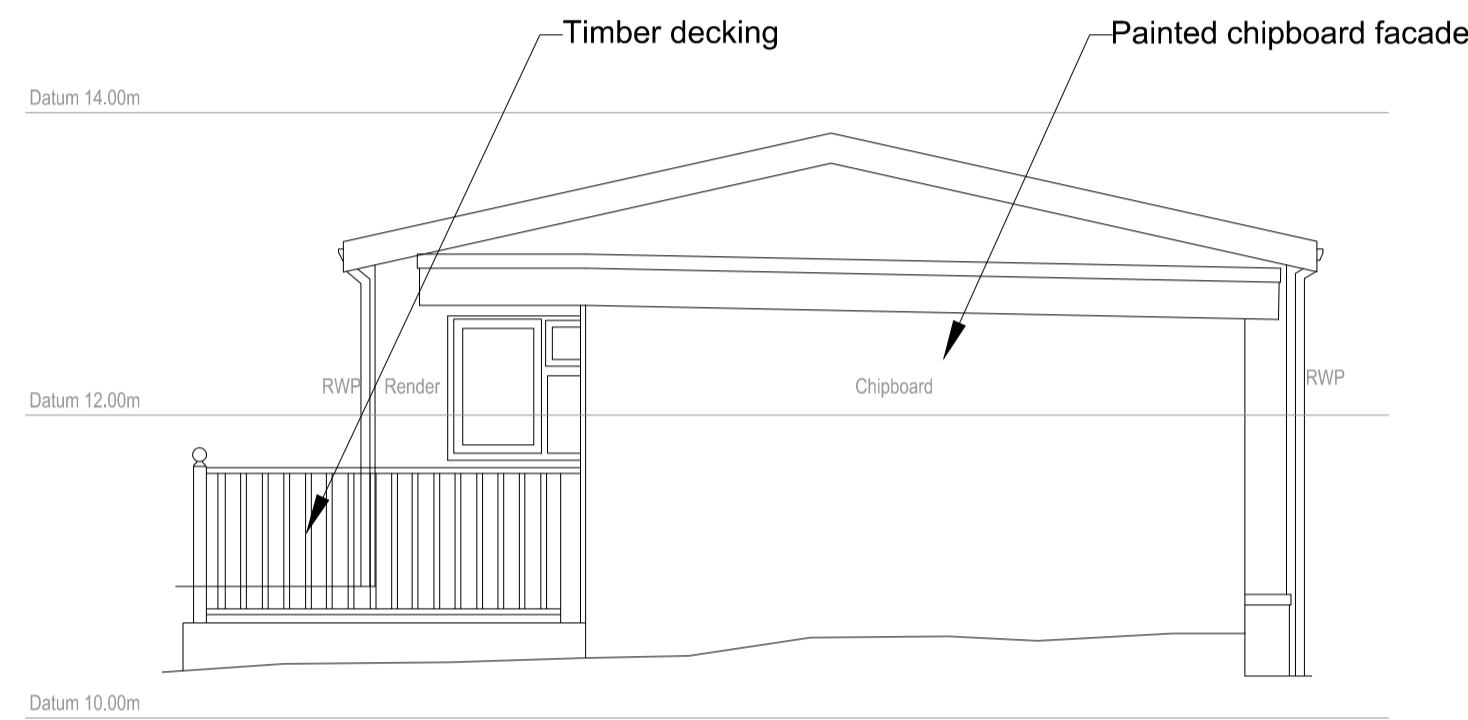 Timber decking
Painted chipboard facade
Datum 14.00m
RWP
Render
Chipboard
RWP
Datum 12.00m
Datum 10.00m